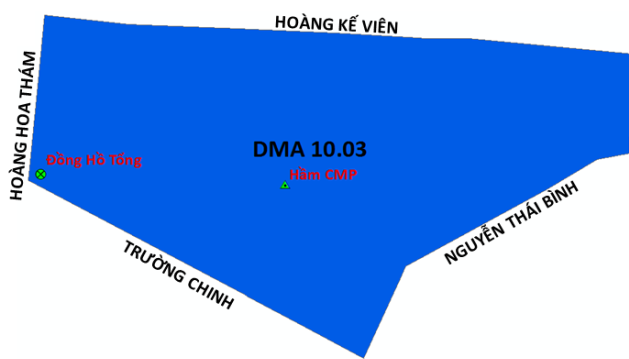 HOÀNG KẾ VIÊN
HOÀNG HOA THÁM
DMA 10.03
Đồng Hồ Tổng
Hầm CMP
NGUYỄN THÁI BÌNH
TRƯỜNG CHINH